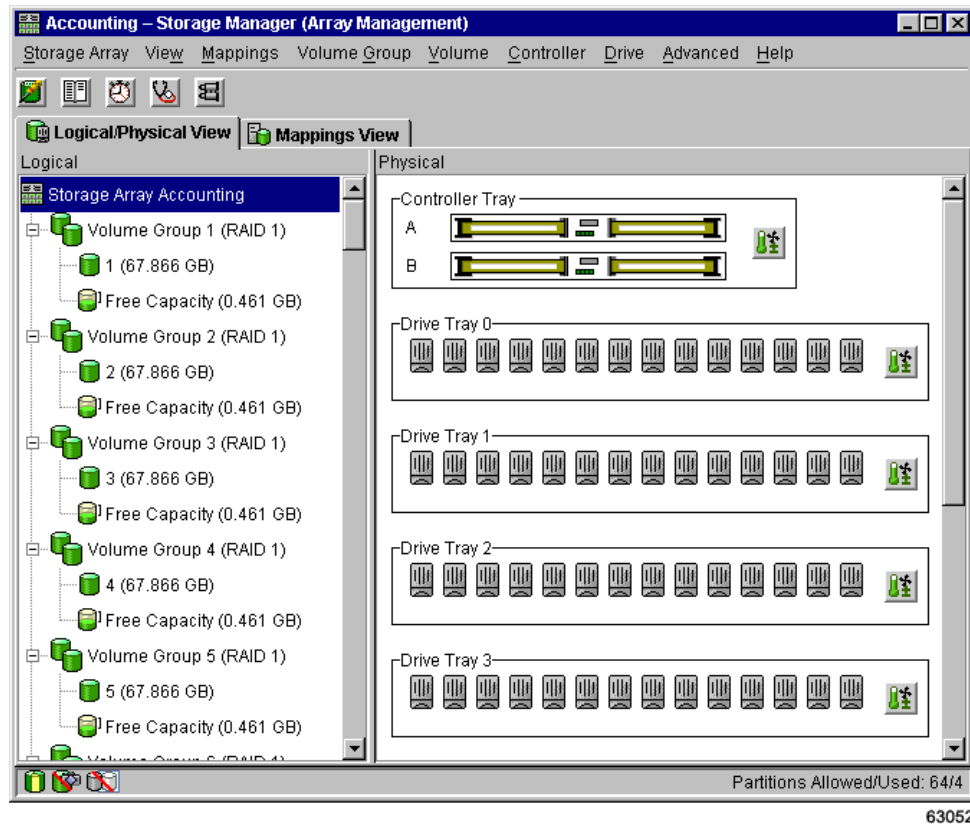 Accounting – Storage Manager (Array Management)
Storage Array View Mappings Volume Group Volume Controller Drive Advanced Help
Logical/Physical View Mappings View
Logical
Storage Array Accounting
Volume Group 1 (RAID 1)
1 (67.866 GB)
Free Capacity (0.461 GB)
Volume Group 2 (RAID 1)
2 (67.866 GB)
Free Capacity (0.461 GB)
Volume Group 3 (RAID 1)
3 (67.866 GB)
Free Capacity (0.461 GB)
Volume Group 4 (RAID 1)
4 (67.866 GB)
Free Capacity (0.461 GB)
Volume Group 5 (RAID 1)
5 (67.866 GB)
Free Capacity (0.461 GB)
Volume Group 6 (RAID 1)
Physical
Controller Tray
A
B
Drive Tray 0
Drive Tray 1
Drive Tray 2
Drive Tray 3
Partitions Allowed/Used: 64/4
63052